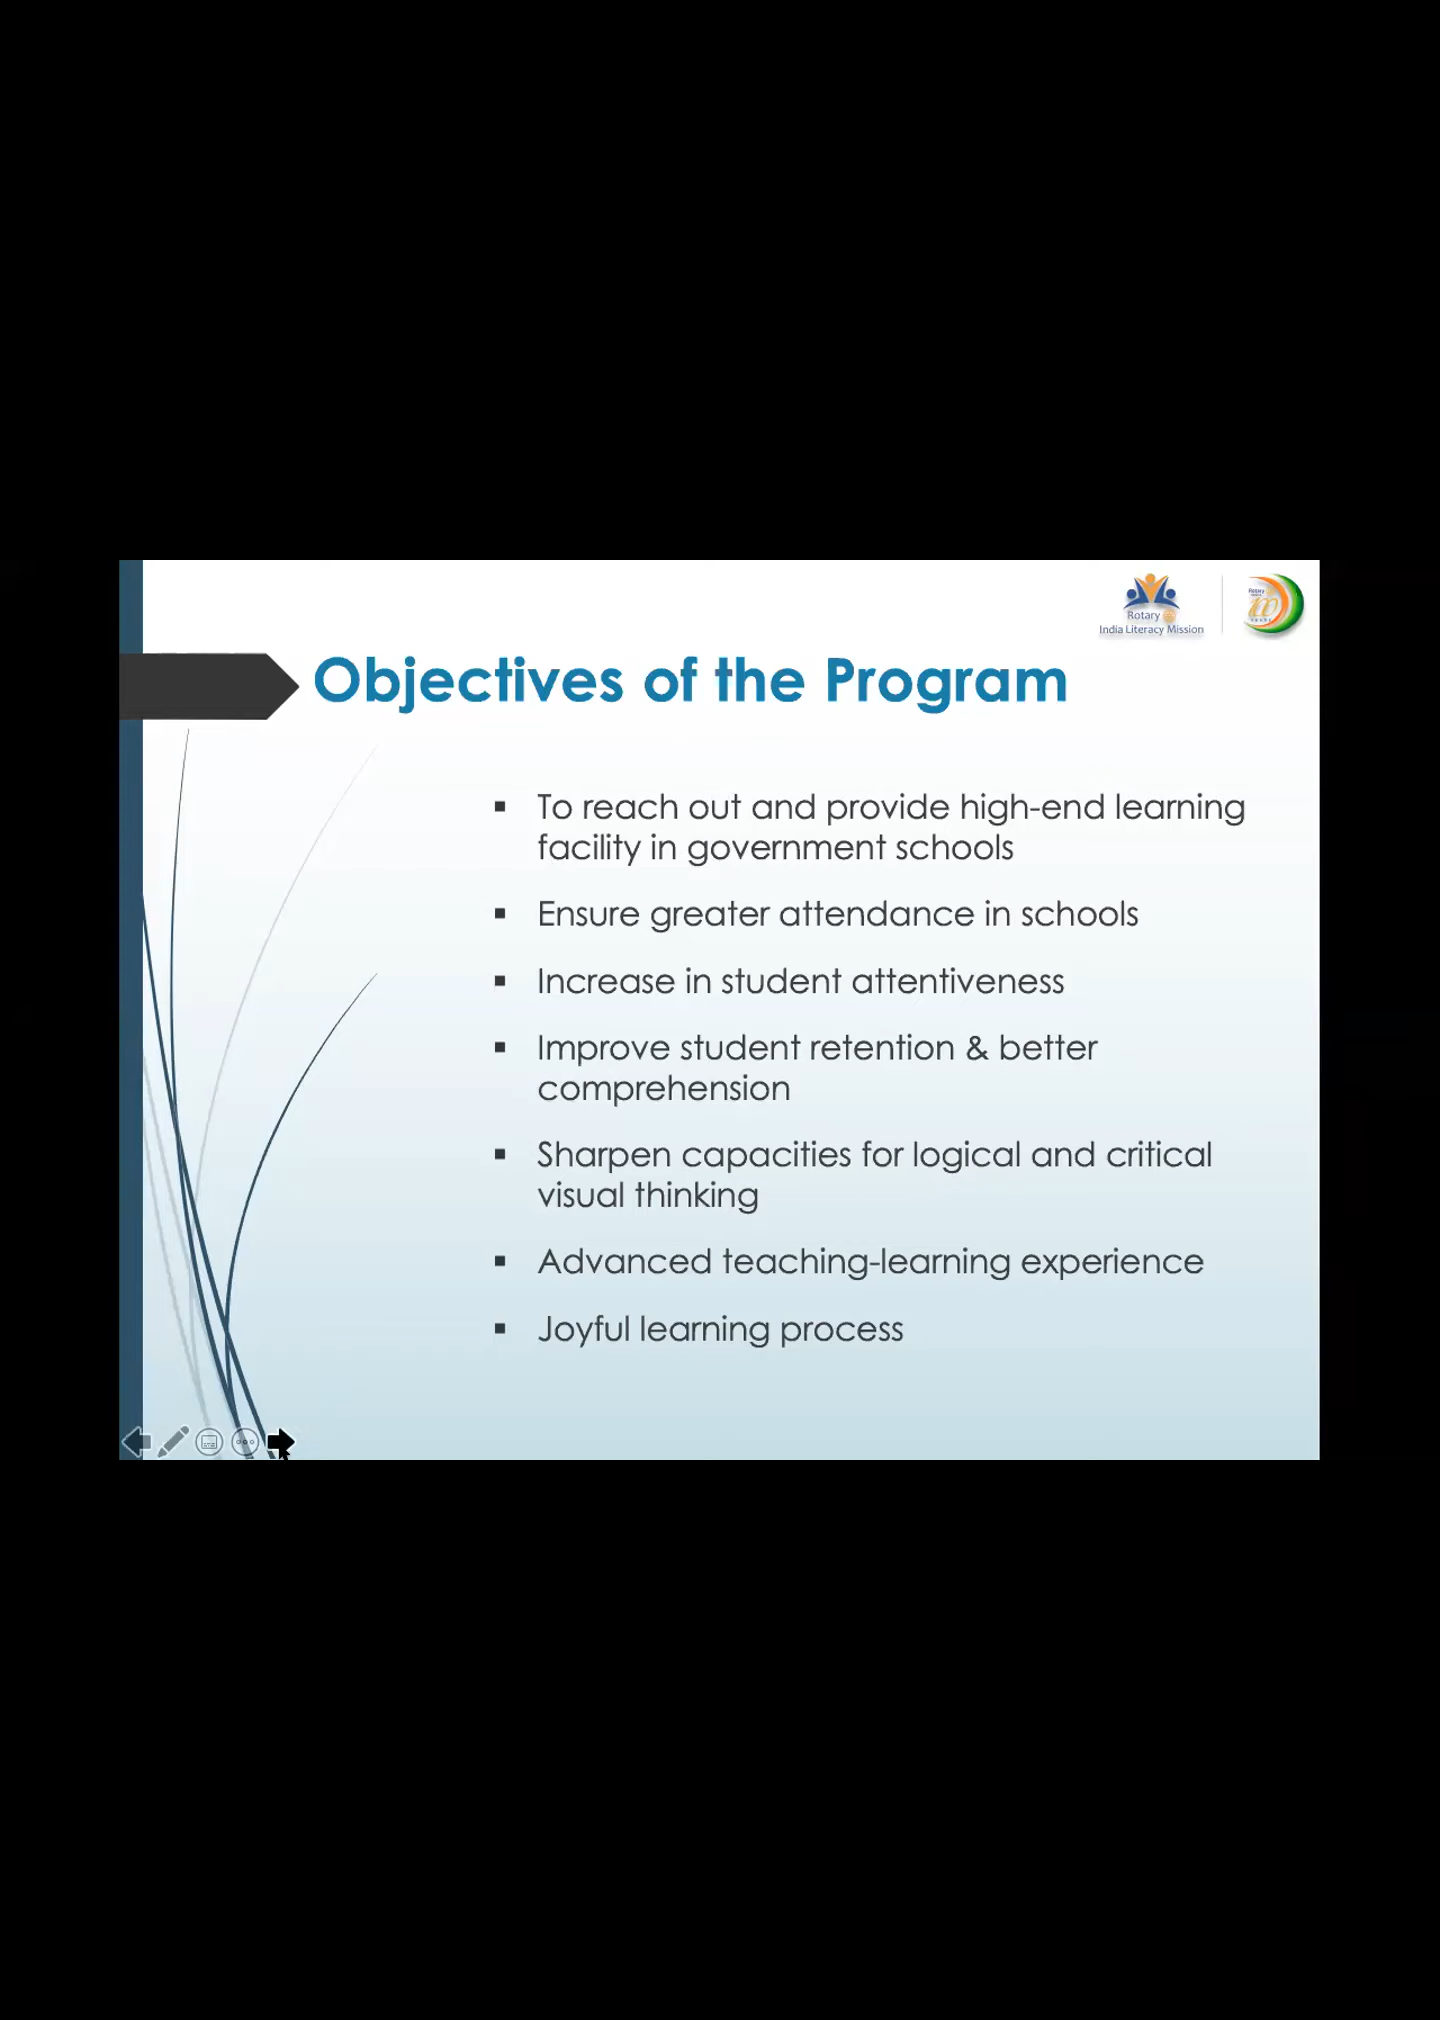 Rotary
India Literacy Mission
Rotary
100
Objectives of the Program
▪ To reach out and provide high-end learning
facility in government schools
▪ Ensure greater attendance in schools
▪ Increase in student attentiveness
▪ Improve student retention & better
comprehension
▪ Sharpen capacities for logical and critical
visual thinking
▪ Advanced teaching-learning experience
▪ Joyful learning process